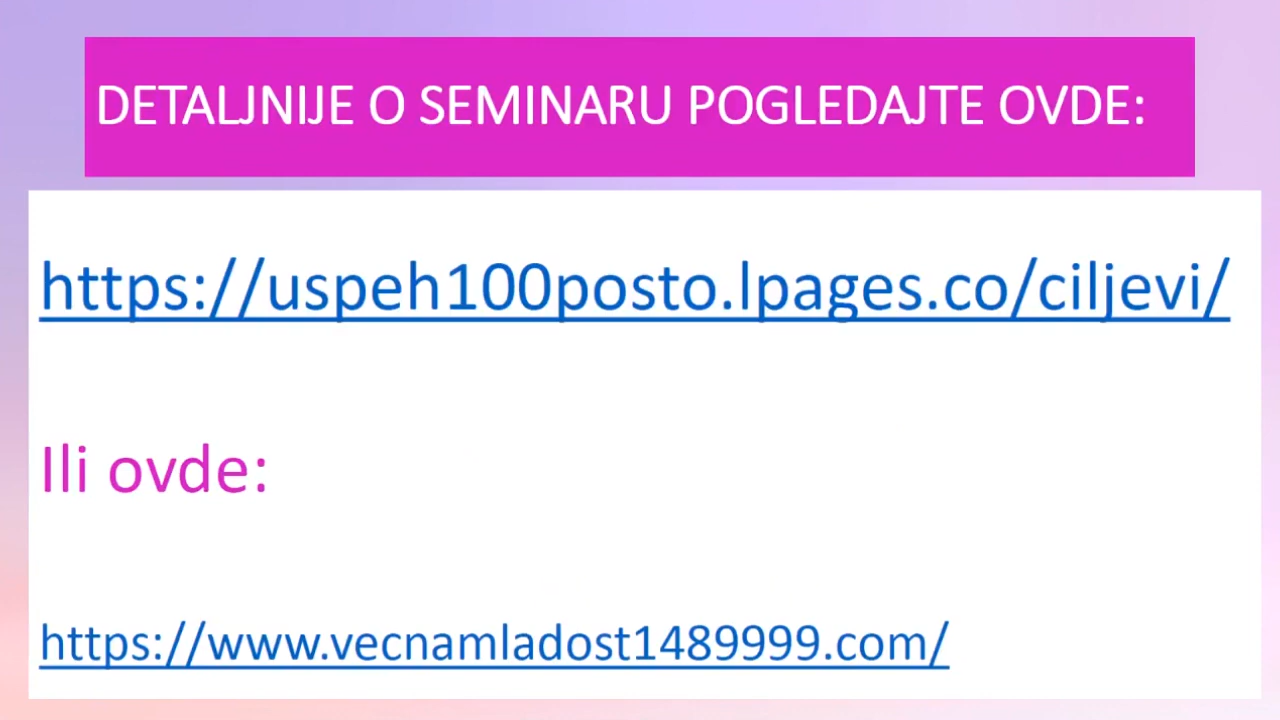 DETALJNIJE O SEMINARU POGLEDAJTE OVDE:
https://uspeh100posto.lpages.co/ciljevi/
Ili ovde:
https://www.vecnamladost1489999.com/